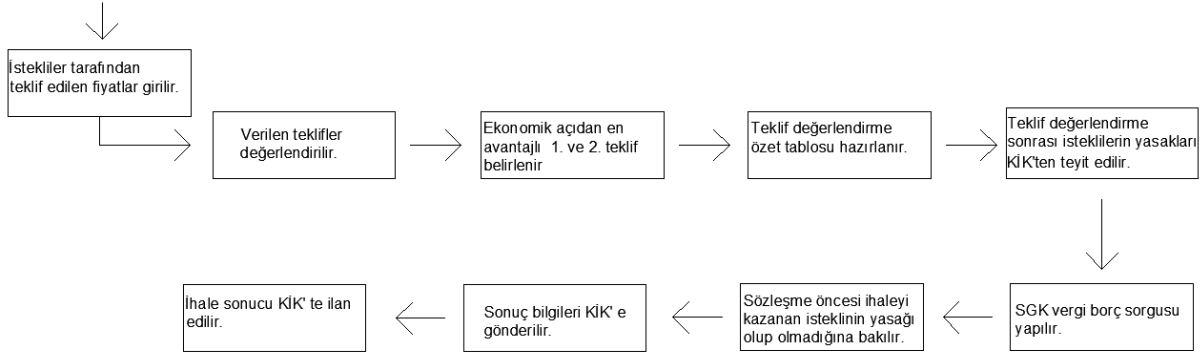 İstekliler tarafından
teklif edilen fiyatlar girilir.
Verilen teklifler
değerlendirilir.
Ekonomik açıdan en
avantajlı 1. ve 2. teklif
belirlenir
Teklif değerlendirme
özet tablosu hazırlanır.
Teklif değerlendirme
sonrası isteklilerin yasakları
KİK'ten teyit edilir.
SGK vergi borç sorgusu
yapılır.
Sözleşme öncesi ihaleyi
kazanan isteklinin yasağı
olup olmadığına bakılır.
Sonuç bilgileri KİK' e
gönderilir.
İhale sonucu KİK' te ilan
edilir.